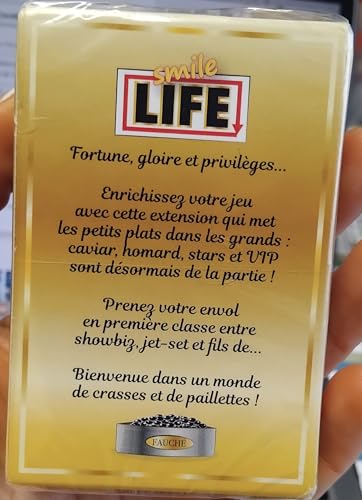 smile
LIFE
Fortune, gloire et privilèges...
Enrichissez votre jeu
avec cette extension qui met
les petits plats dans les grands :
caviar, homard, stars et VIP
sont désormais de la partie !
Prenez votre envol
en première classe entre
showbiz, jet-set et fils de...
Bienvenue dans un monde
de crasses et de paillettes !
FAUCHÉ